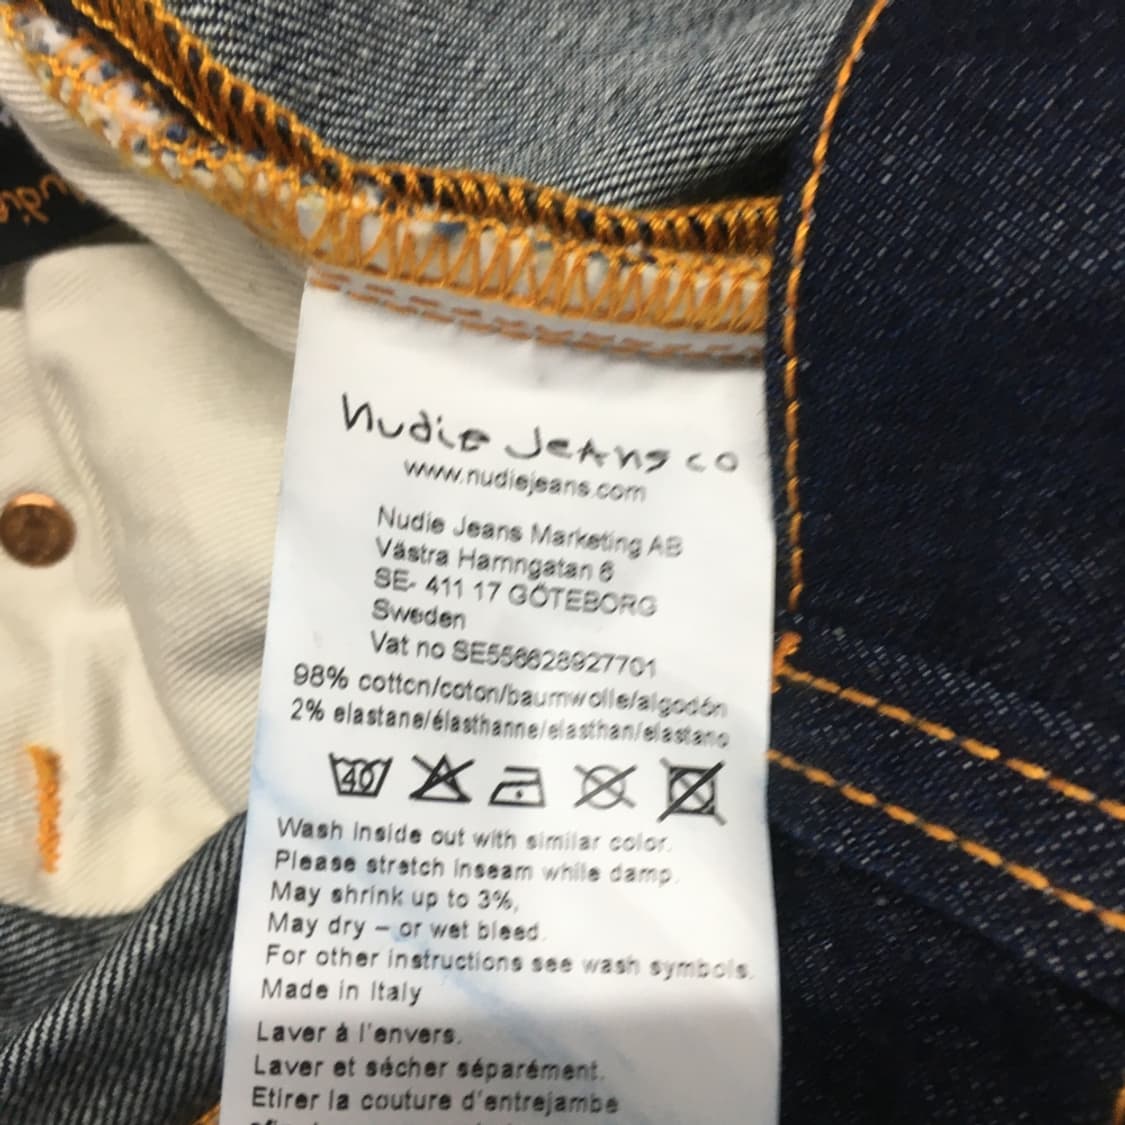 nudie Jeans co
www.nudiejeans.com
Nudie Jeans Marketing AB
Västra Hamngatan 6
SE- 411 17 GÖTEBORG
Sweden
Vat no SE556628927701
98% cotton/coton/baumwolle/algodón
2% elastane/élasthanne/elasthan/elastano
40
Wash inside out with similar color.
Please stretch inseam while damp.
May shrink up to 3%,
May dry – or wet bleed.
For other instructions see wash symbols.
Made in Italy
Laver á l'envers.
Laver et sécher séparément.
Etirer la couture d'entrejambe